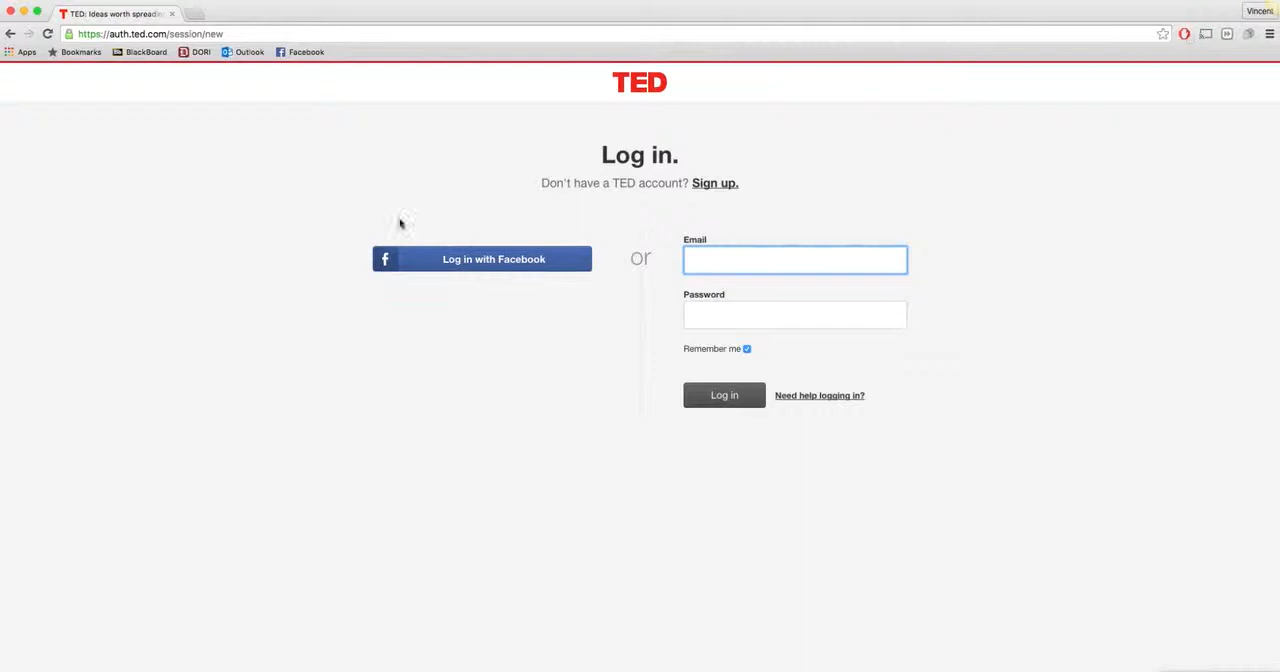 TED: Ideas worth spreadin
Vincent
https://auth.ted.com/session/new
Apps Bookmarks BlackBoard DORI Outlook Facebook
TED
Log in.
Don't have a TED account? Sign up.
f Log in with Facebook
or
Email
Password
Remember me
Log in Need help logging in?